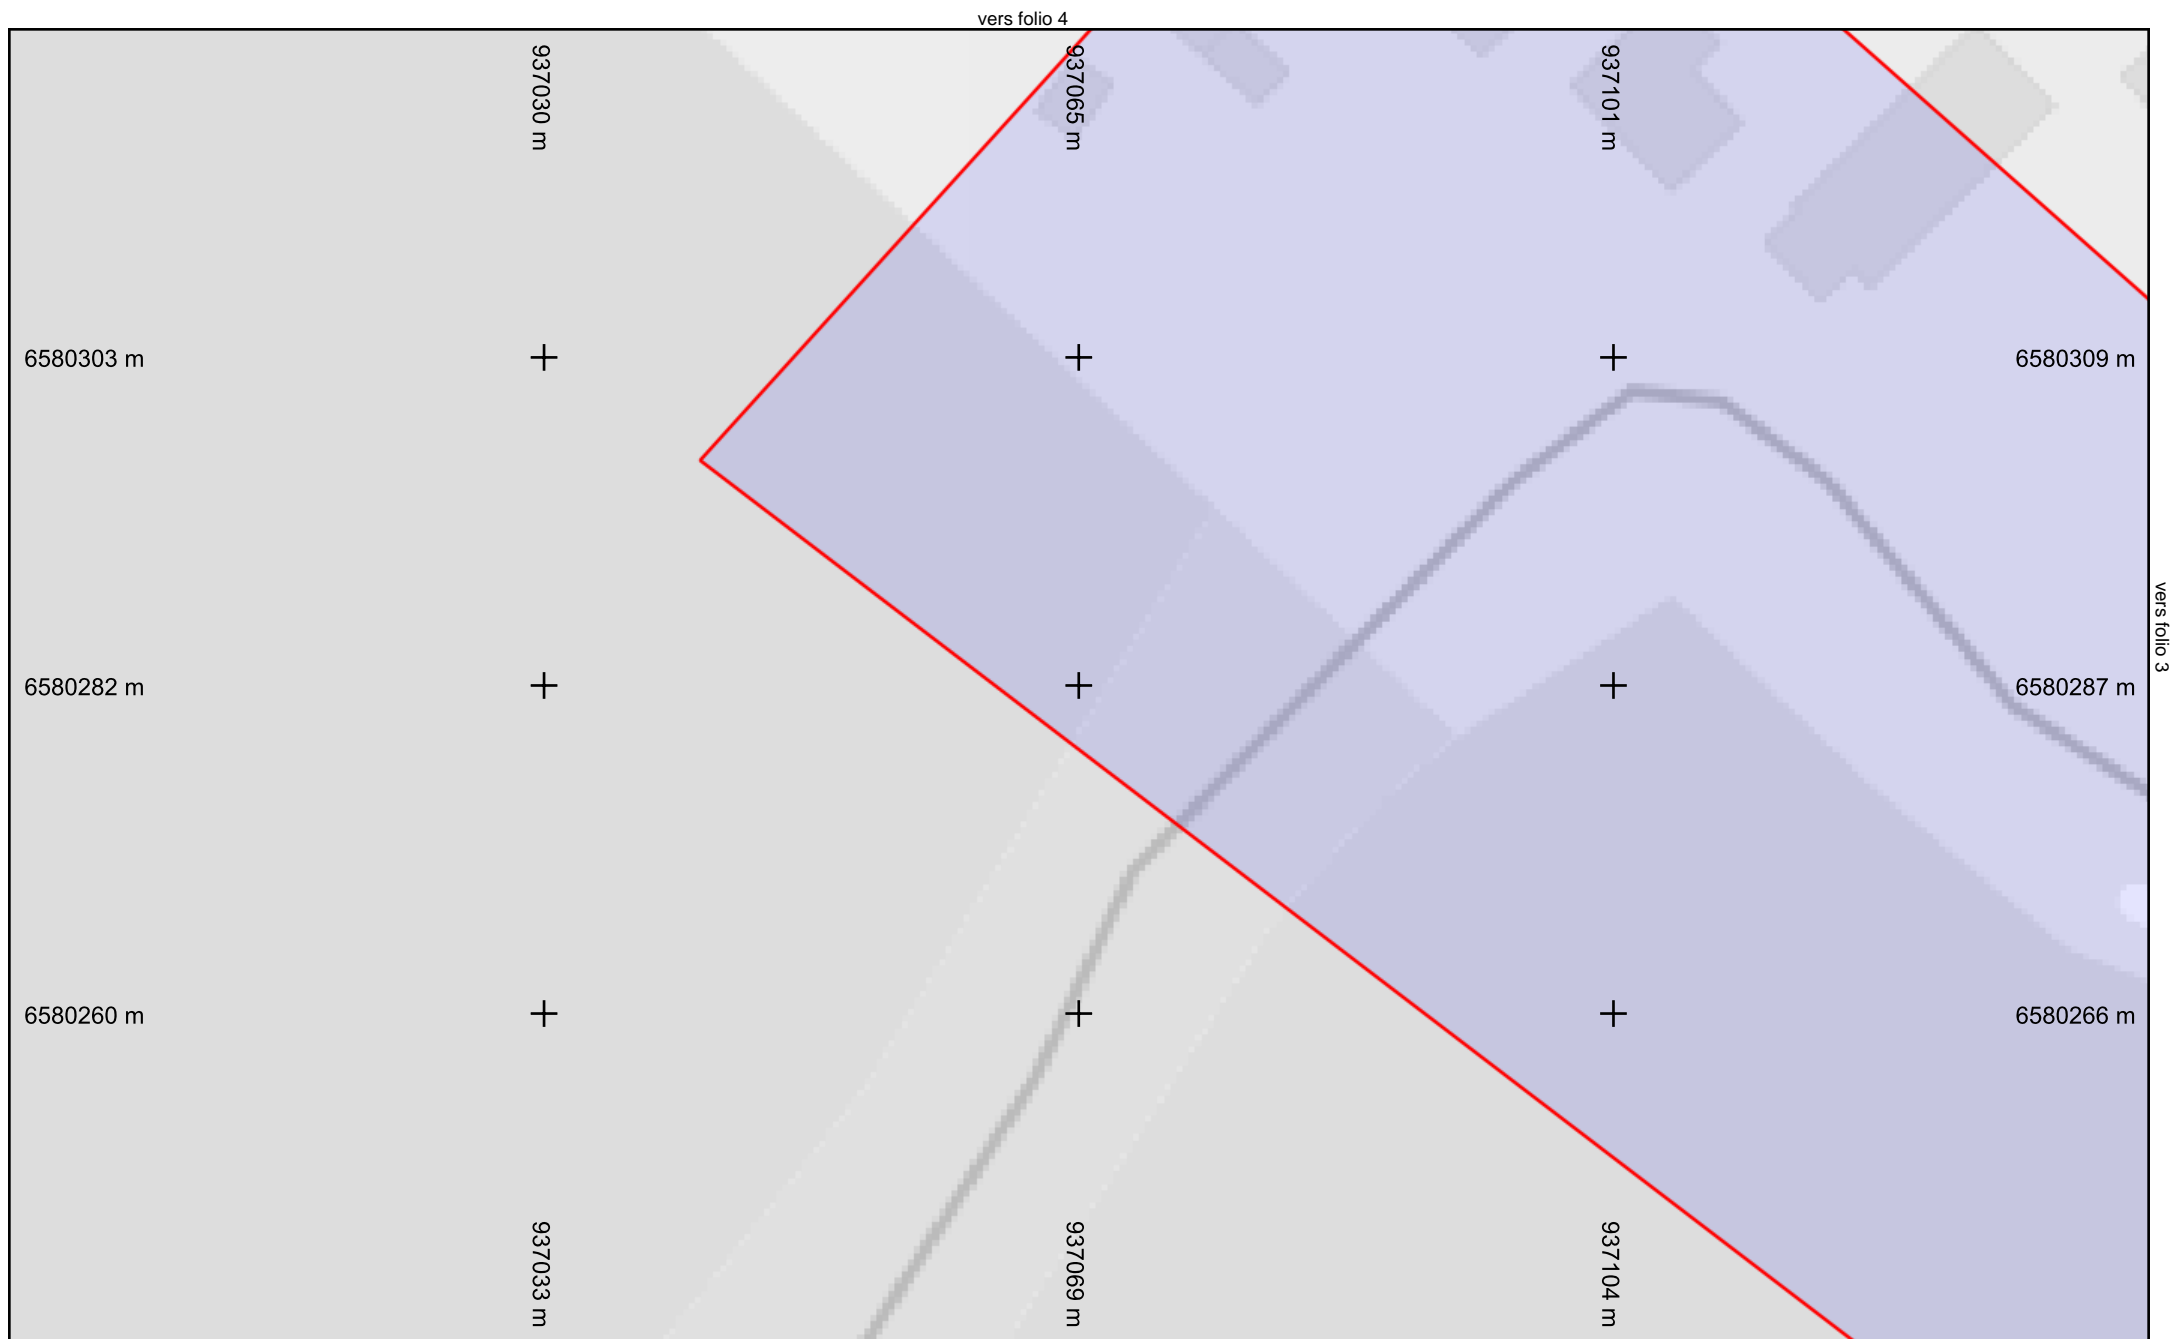 vers folio 4
937030 m
937065 m
937101 m
6580303 m
6580309 m
vers folio 3
6580282 m
6580287 m
6580260 m
6580266 m
937033 m
937069 m
937104 m